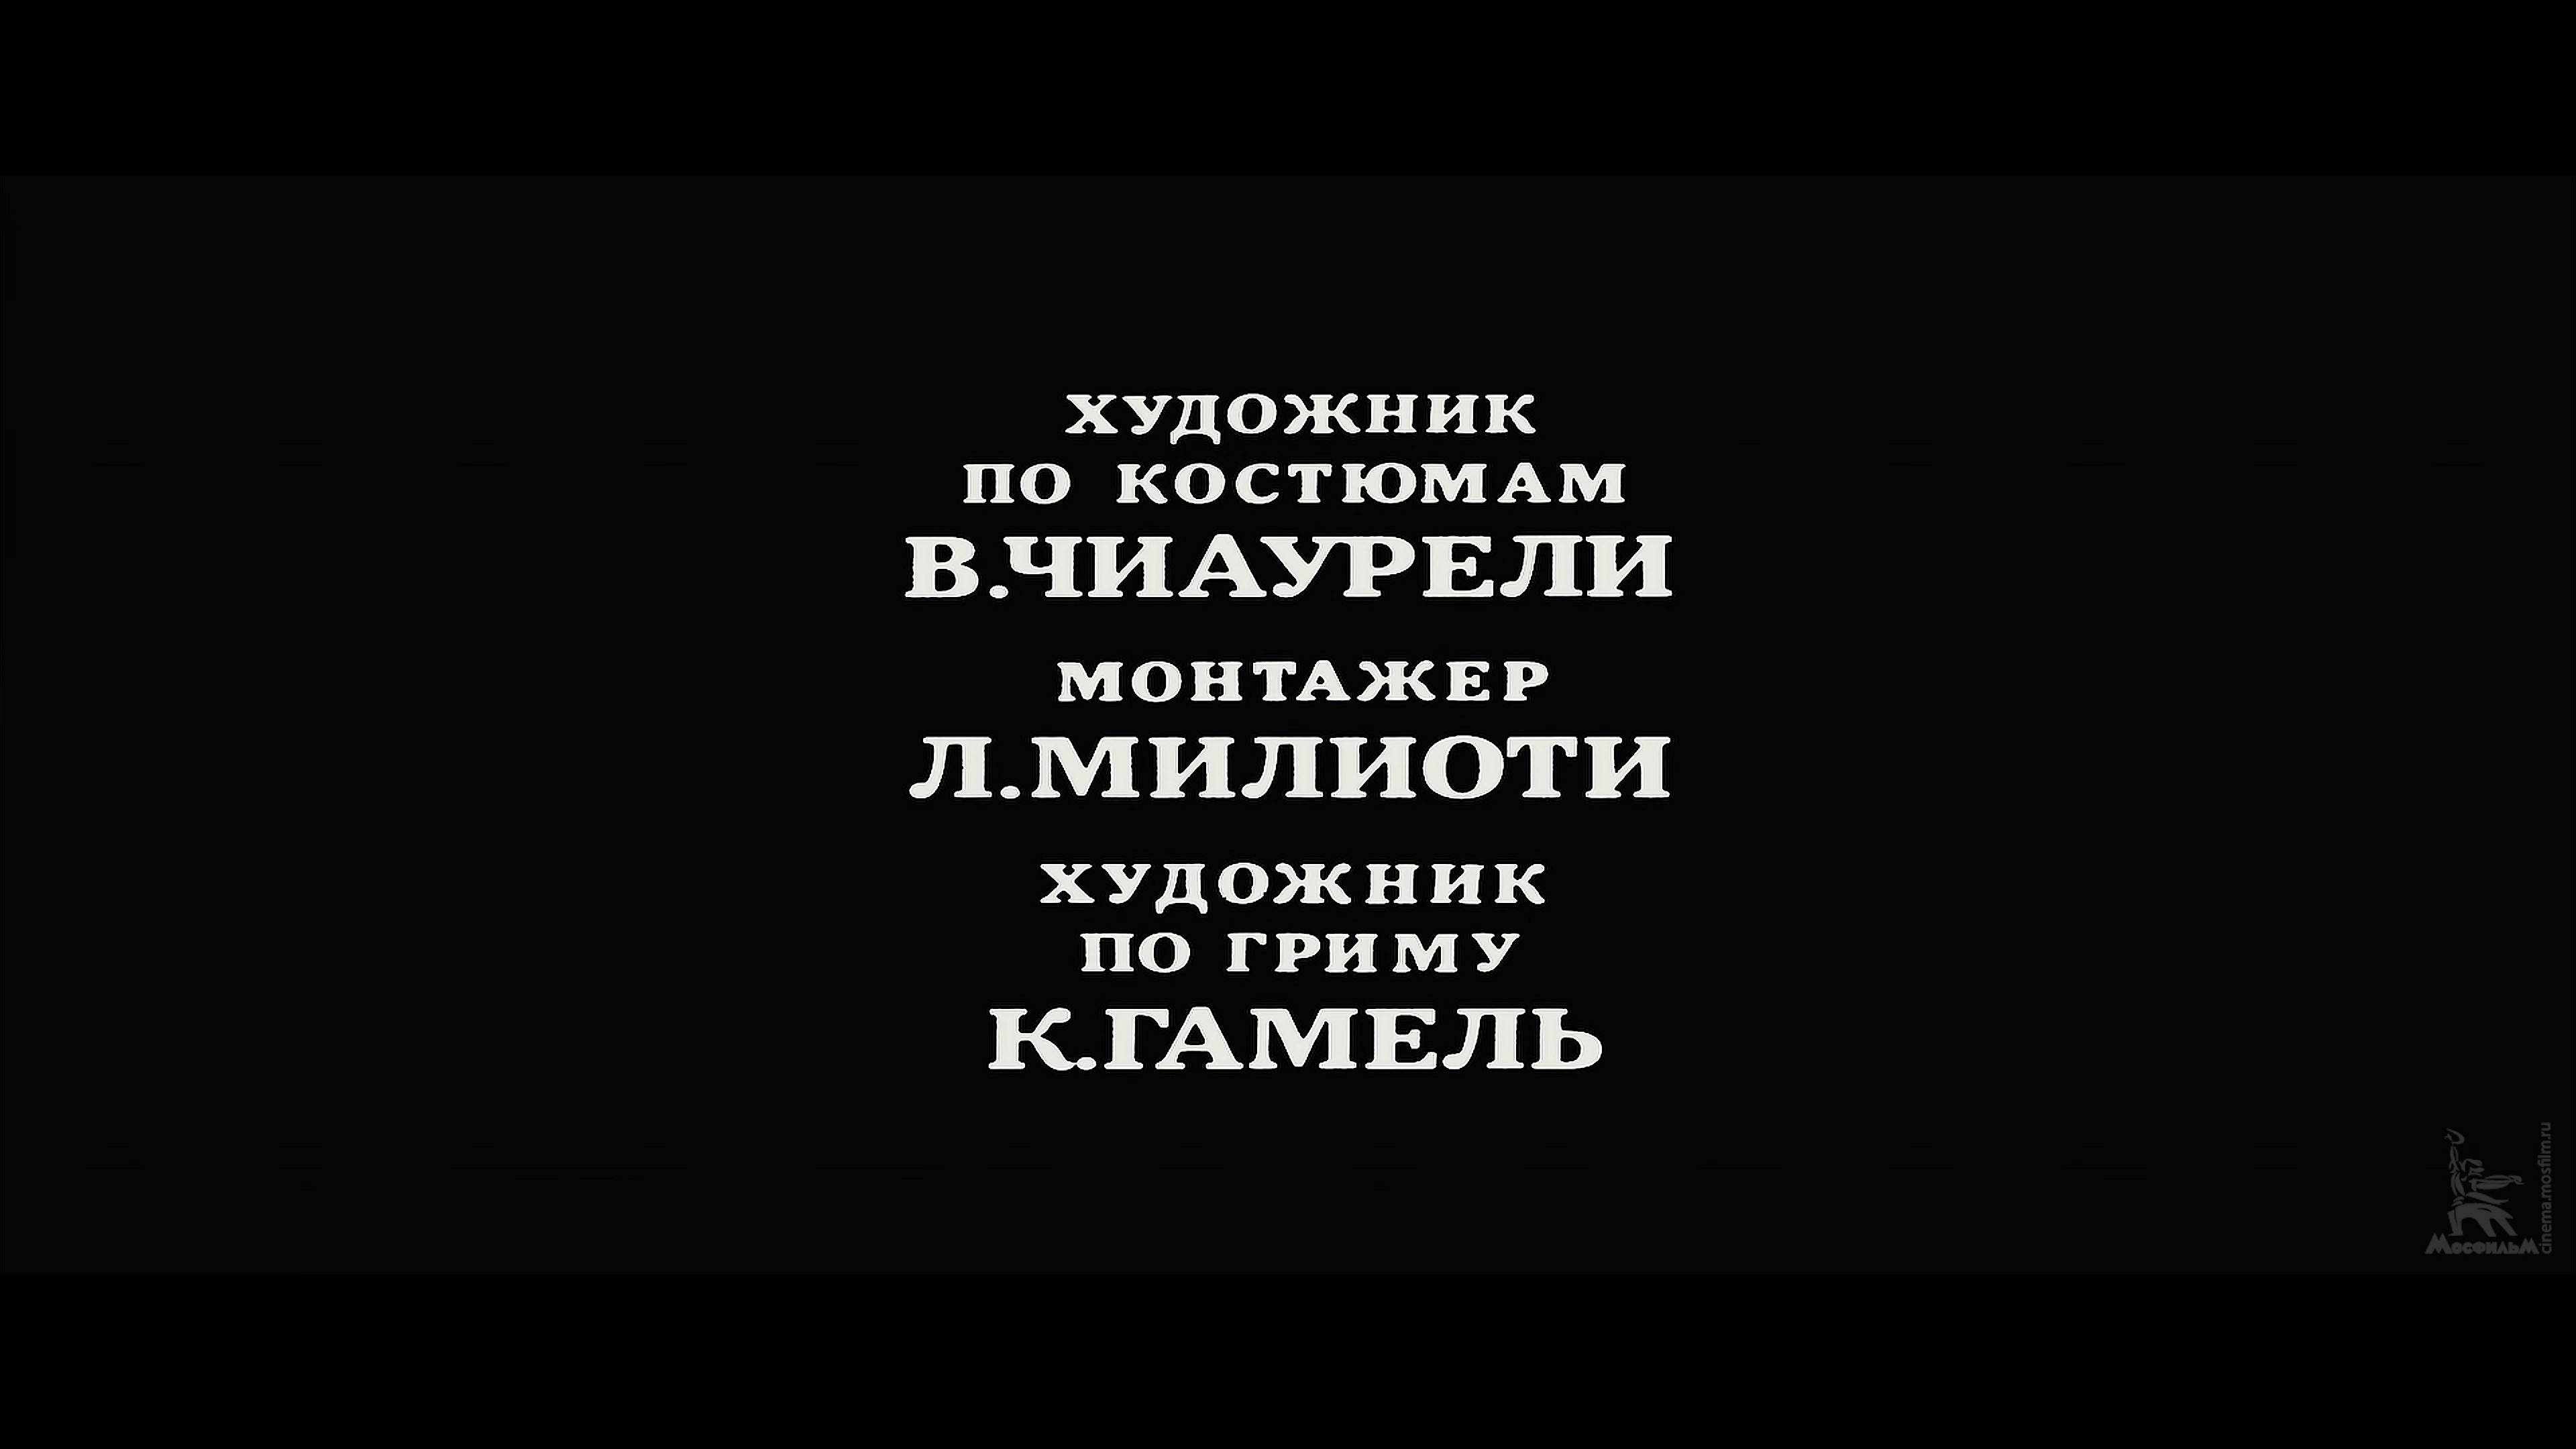 ХУДОЖНИК
ПО КОСТЮМАМ
В.ЧИАУРЕЛИ
МОНТАЖЕР
Л.МИЛИОТИ
ХУДОЖНИК
ПО ГРИМУ
К.ГАМЕЛЬ
МОСФИЛЬМ
cinema.mosfilm.ru